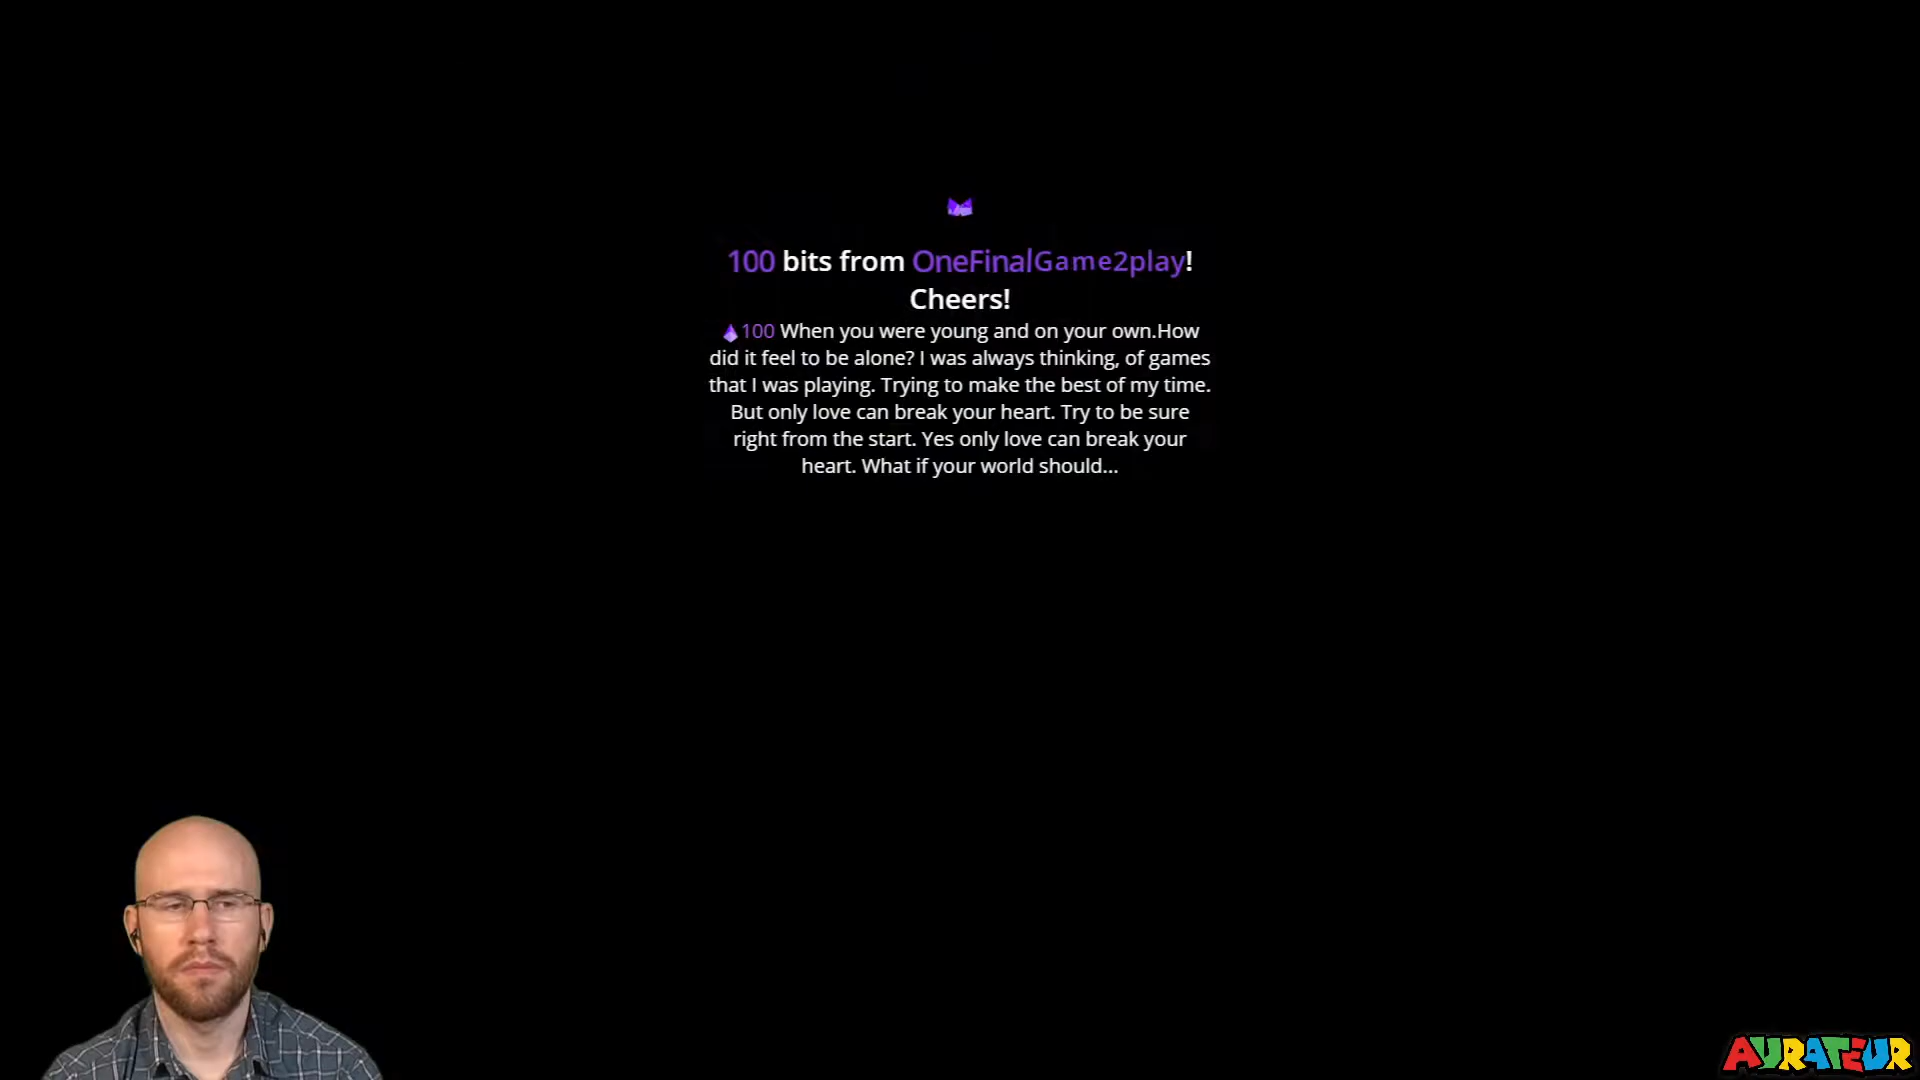 100 bits from OneFinalGame2play!
Cheers!
100 When you were young and on your own.How
did it feel to be alone? I was always thinking, of games
that I was playing. Trying to make the best of my time.
But only love can break your heart. Try to be sure
right from the start. Yes only love can break your
heart. What if your world should...
AURATEUR